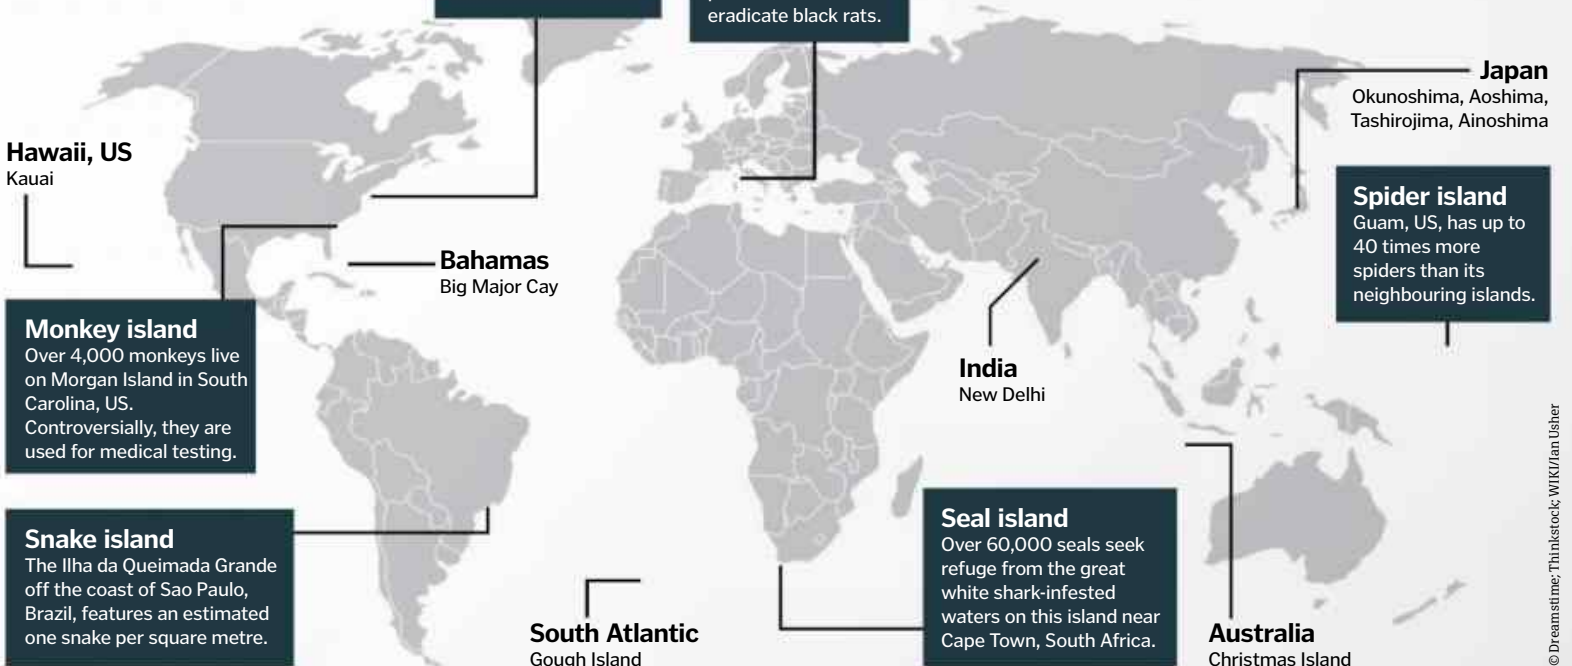 eradicate black rats.
Japan
Okunoshima, Aoshima,
Tashirojima, Ainoshima
Hawaii, US
Kauai
Spider island
Guam, US, has up to
40 times more
spiders than its
neighbouring islands.
Bahamas
Big Major Cay
Monkey island
Over 4,000 monkeys live
on Morgan Island in South
Carolina, US.
Controversially, they are
used for medical testing.
India
New Delhi
Snake island
The Ilha da Queimada Grande
off the coast of Sao Paulo,
Brazil, features an estimated
one snake per square metre.
Seal island
Over 60,000 seals seek
refuge from the great
white shark-infested
waters on this island near
Cape Town, South Africa.
South Atlantic
Gough Island
Australia
Christmas Island
© Dreamstime; Thinkstock; WIKI/Ian Usher